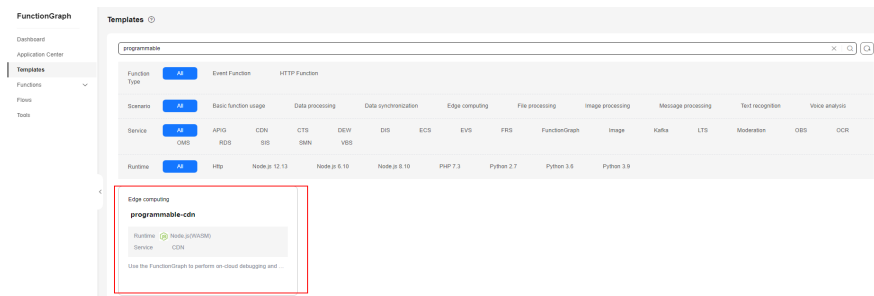 FunctionGraph
Dashboard
Application Center
Templates
Functions
Flows
Tools
Templates
programmable
Function Type All Event Function HTTP Function
Scenario All Basic function usage Data processing Data synchronization Edge computing File processing Image processing Message processing Text recognition Voice analysis
Service All APIG CDN CTS DEW DIS ECS EVS FRS FunctionGraph Image Kafka LTS Moderation OBS OCR
OMS RDS SIS SMN VBS
Runtime All Http Node.js 12.13 Node.js 6.10 Node.js 8.10 PHP 7.3 Python 2.7 Python 3.6 Python 3.9
Edge computing
programmable-cdn
Runtime Node.js(WASM)
Service CDN
Use the FunctionGraph to perform on-cloud debugging and ...